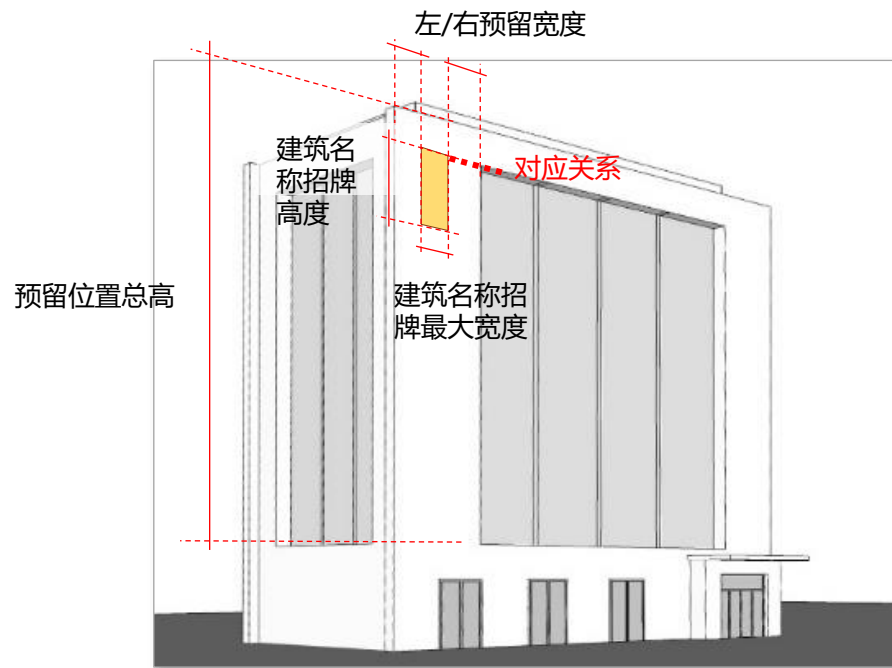 左/右预留宽度
建筑名
称招牌
高度
对应关系
预留位置总高
建筑名称招
牌最大宽度